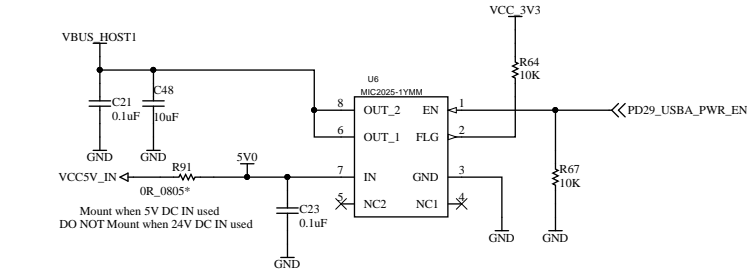 VCC_3V3
VBUS_HOST1
R64
10K
U6
MIC2025-1YMM
C21
0.1uF
C48
10uF
8 OUT_2 EN 1
PD29_USBA_PWR_EN
6 OUT_1 FLG 2
GND
GND
R91
5V0
R67
10K
VCC5V_IN
7 IN GND 3
0R_0805*
Mount when 5V DC IN used
DO NOT Mount when 24V DC IN used
C23
0.1uF
5 NC2 NC1 4
GND
GND
GND